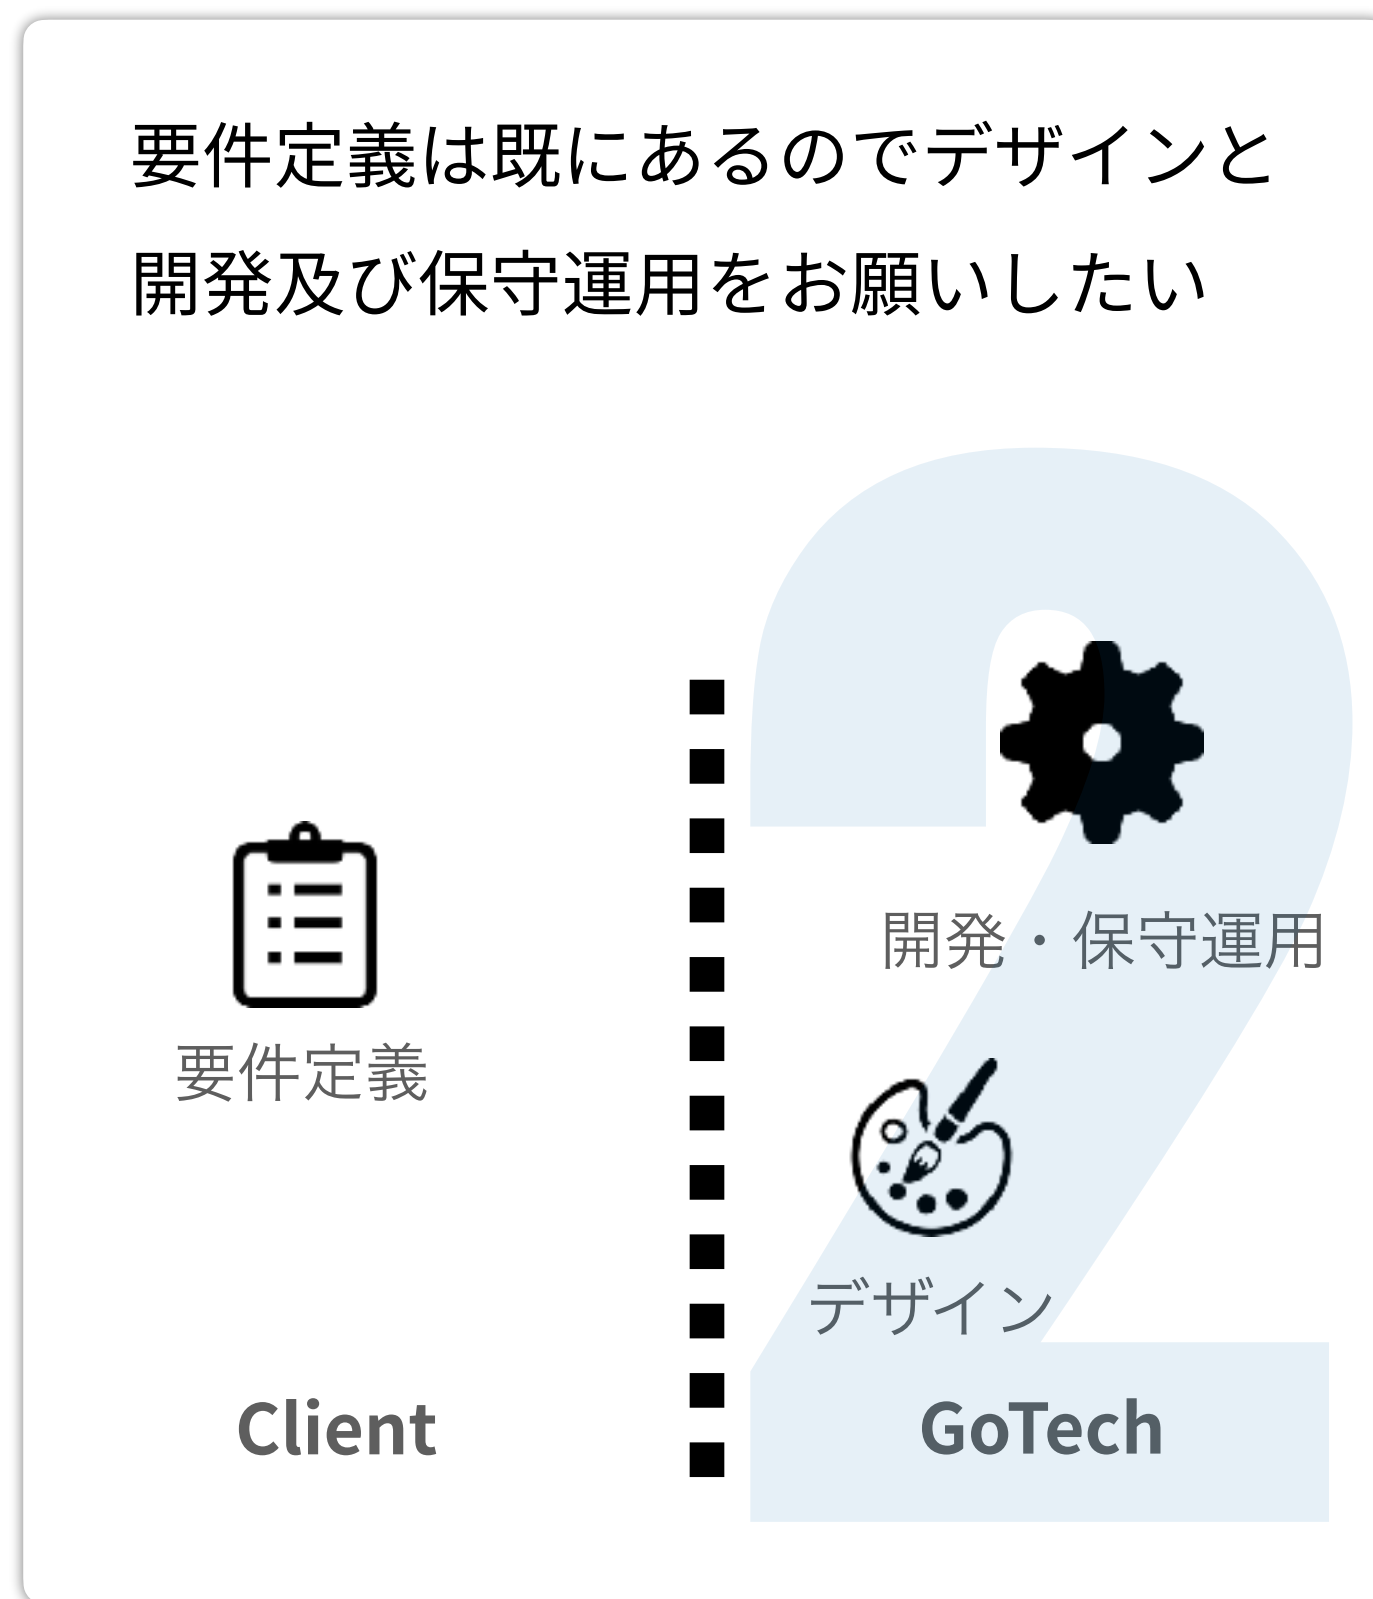 要件定義は既にあるのでデザインと
開発及び保守運用をお願いしたい
2
開発・保守運用
要件定義
デザイン
Client
GoTech